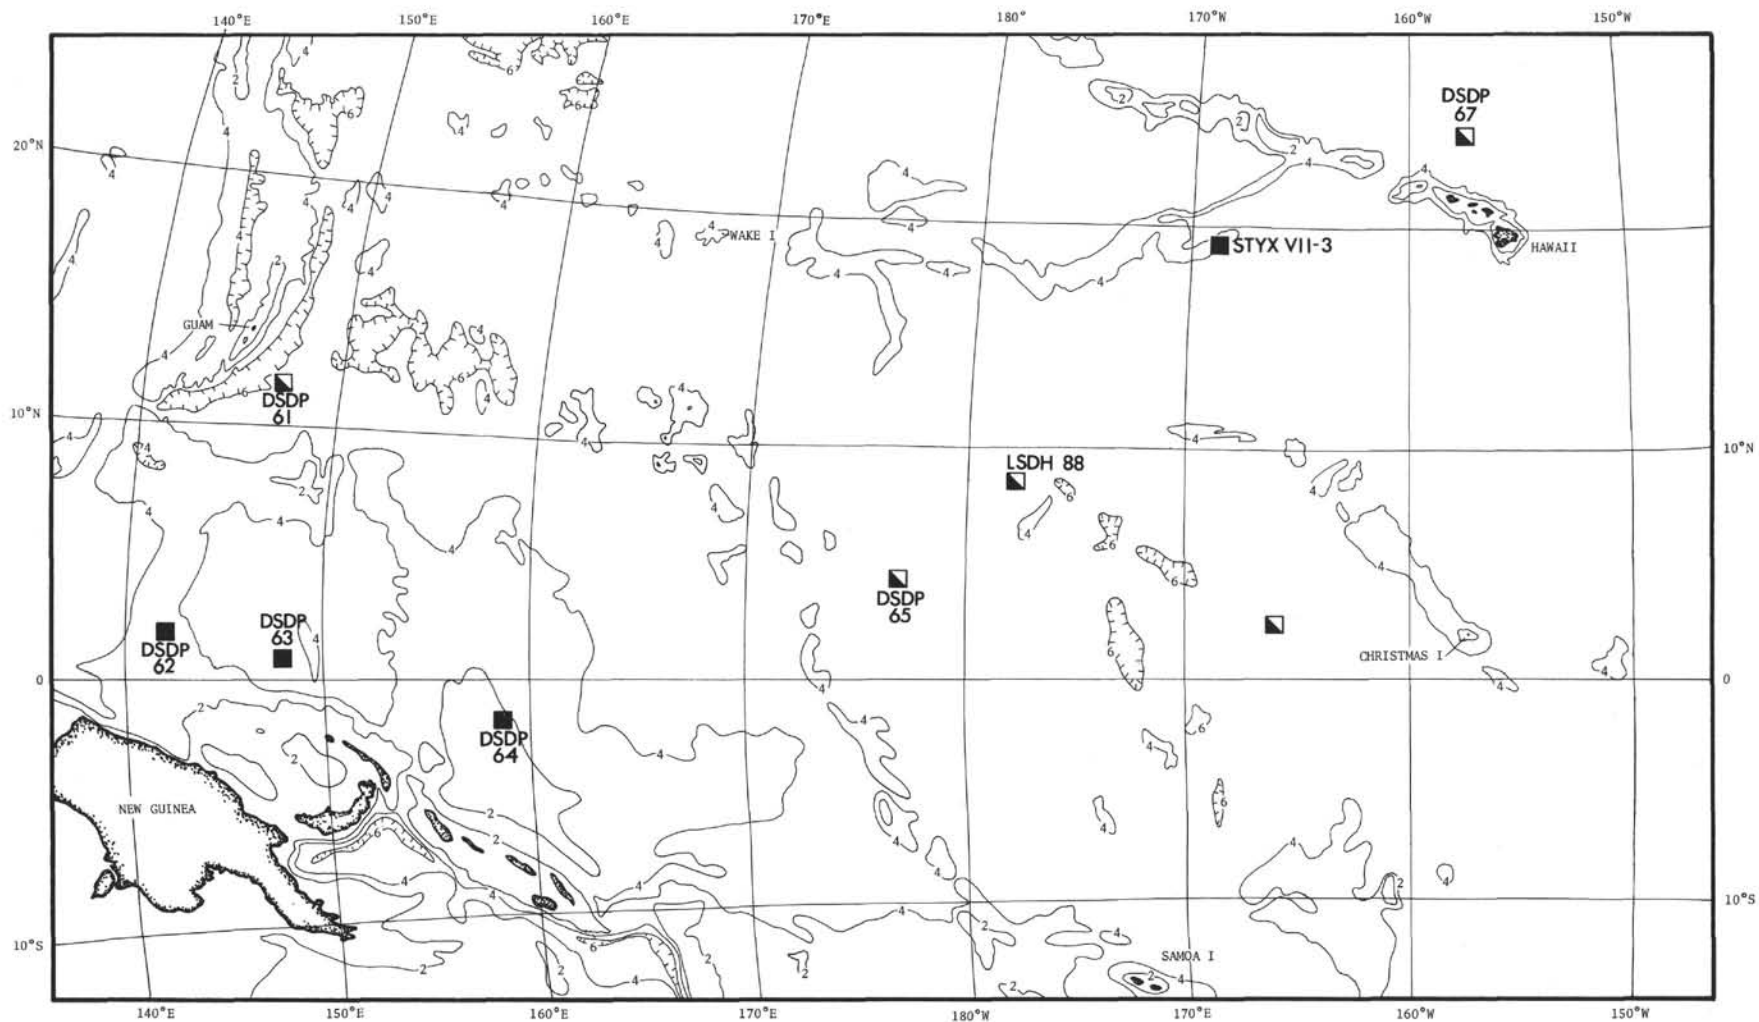 140°E 150°E 160°E 170°E 180° 170°W 160°W 150°W
20°N
10°N
0
10°S
10°N
0
10°S
DSDP
67
WAKE I
STYX VII-3
HAWAII
GUAM
DSDP
61
LSDH 88
DSDP
65
DSDP
62
DSDP
63
CHRISTMAS I
DSDP
64
NEW GUINEA
SAMOA I
140°E 150°E 160°E 170°E 180°W 170°W 160°W 150°W